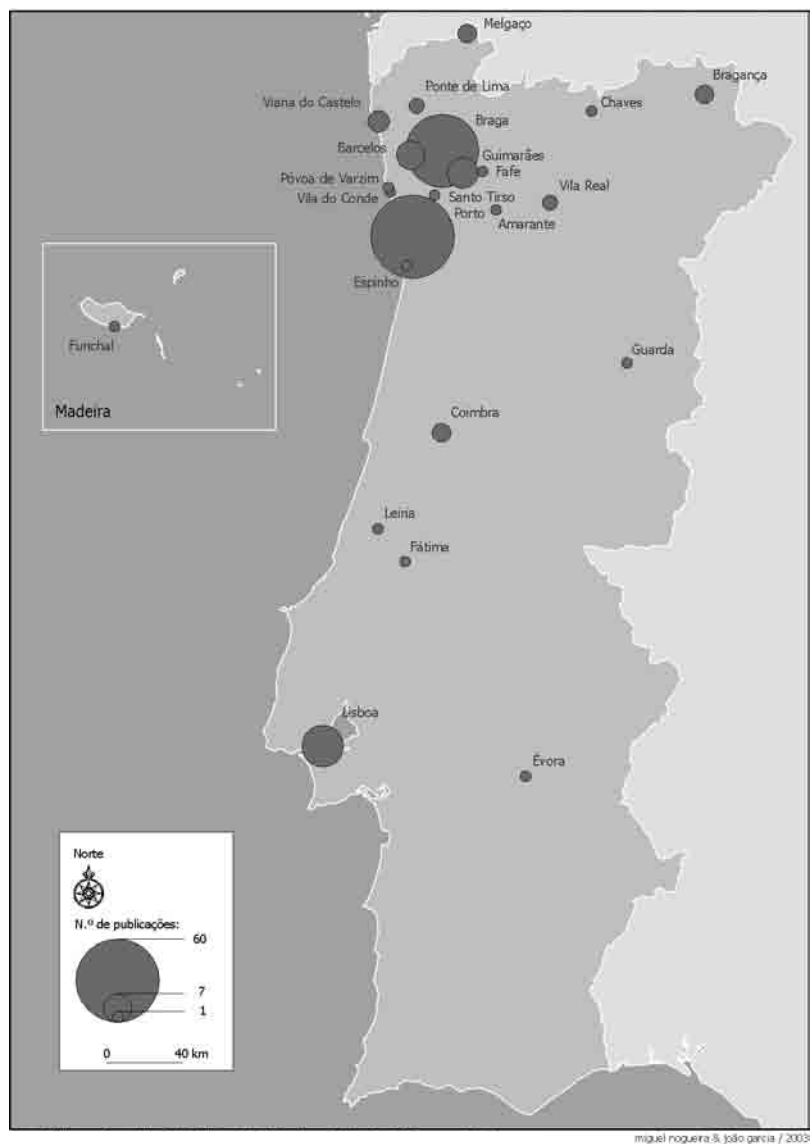 Melgaço
Bragança
Ponte de Lima
Viana do Castelo
Chaves
Braga
Barcelos
Guimarães
Fafe
Póvoa de Varzim
Vila Real
Vila do Conde
Santo Tirso
Porto
Amarante
Espinho
Funchal
Guarda
Madeira
Coimbra
Leiria
Fátima
Lisboa
Évora
Norte
N.º de publicações:
60
7
1
0 40 km
miguel nogueira & joão garcia / 2003